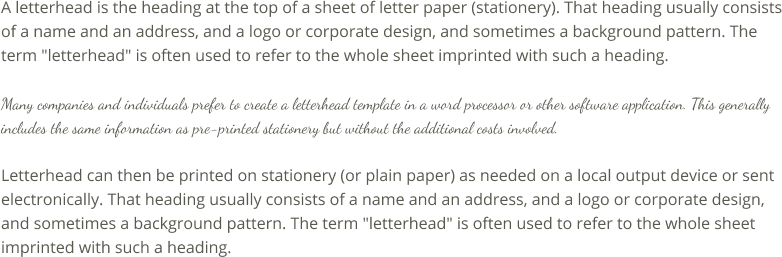 A letterhead is the heading at the top of a sheet of letter paper (stationery). That heading usually consists
of a name and an address, and a logo or corporate design, and sometimes a background pattern. The
term "letterhead" is often used to refer to the whole sheet imprinted with such a heading.
Many companies and individuals prefer to create a letterhead template in a word processor or other software application. This generally
includes the same information as pre-printed stationery but without the additional costs involved.
Letterhead can then be printed on stationery (or plain paper) as needed on a local output device or sent
electronically. That heading usually consists of a name and an address, and a logo or corporate design,
and sometimes a background pattern. The term "letterhead" is often used to refer to the whole sheet
imprinted with such a heading.